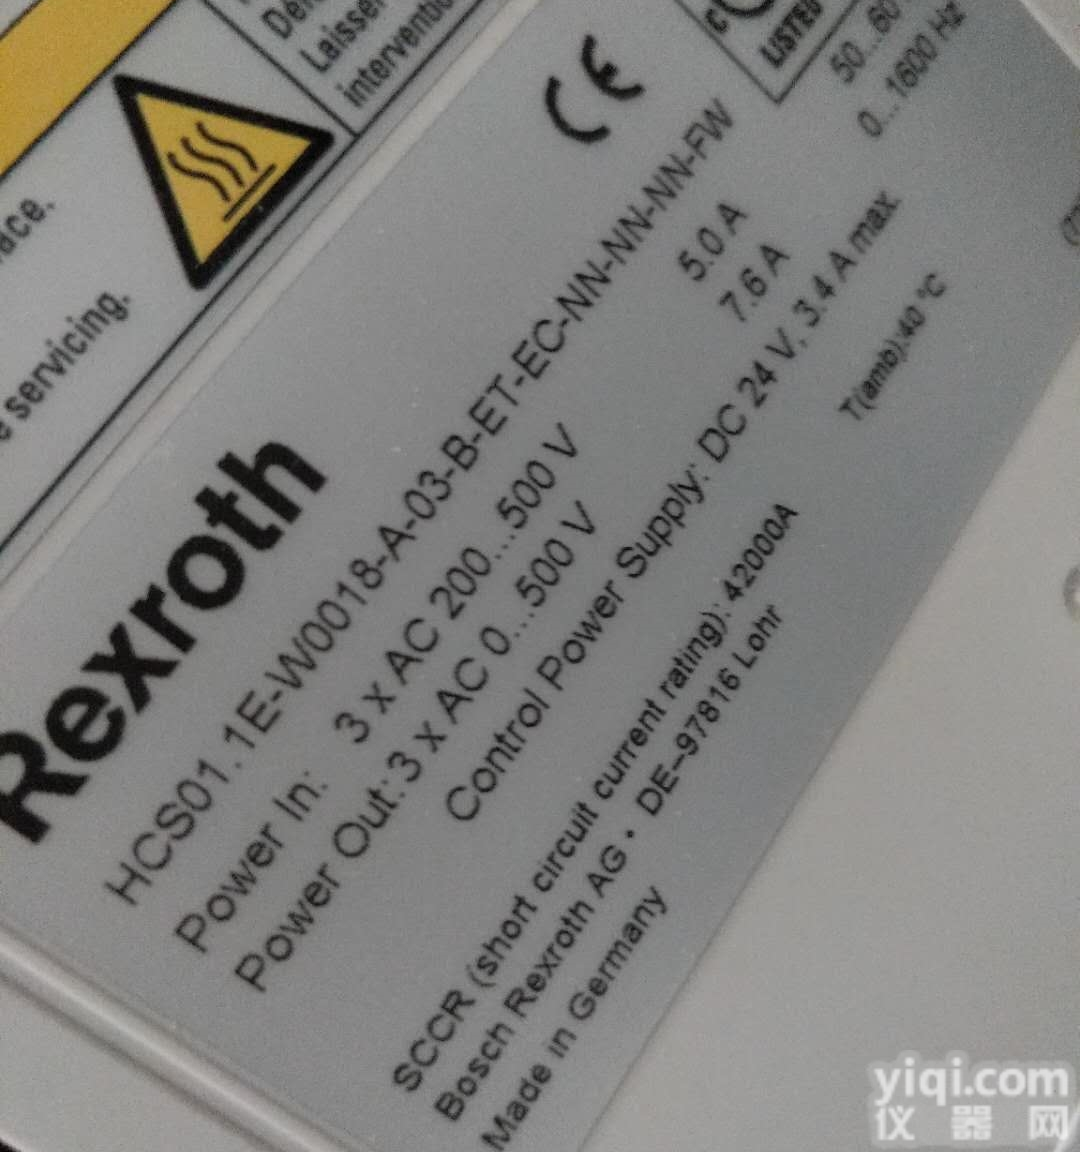 Laisser
ace.
servicing.
LISTED
CE
Rexroth
HCS01.1E-W0018-A-03-B-ET-EC-NN-NN-NN-FW
Power In: 3 x AC 200...500 V 5.0 A 50...60
Power Out: 3 x AC 0...500 V 7.6 A 0...1600 Hz
Control Power Supply: DC 24 V, 3.4 A max.
T(amb):40 °C
SCCR (short circuit current rating): 42000A
Bosch Rexroth AG • DE-97816 Lohr
Made in Germany
yiqi.com
仪器网